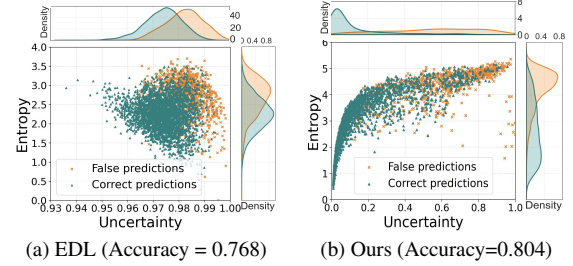 Density
40
20
0
0 0.4 0.8
4.0
3.5
3.0
2.5
2.0
1.5
1.0
0.5
0.0
Entropy
False predictions
Correct predictions
0.93 0.94 0.95 0.96 0.97 0.98 0.99 1.00
Density
Uncertainty
(a) EDL (Accuracy = 0.768)
Density
8
4
0
0 0.4 0.8
6
5
4
3
2
1
0
Entropy
False predictions
Correct predictions
0.0 0.2 0.4 0.6 0.8 1.0
Density
Uncertainty
(b) Ours (Accuracy=0.804)